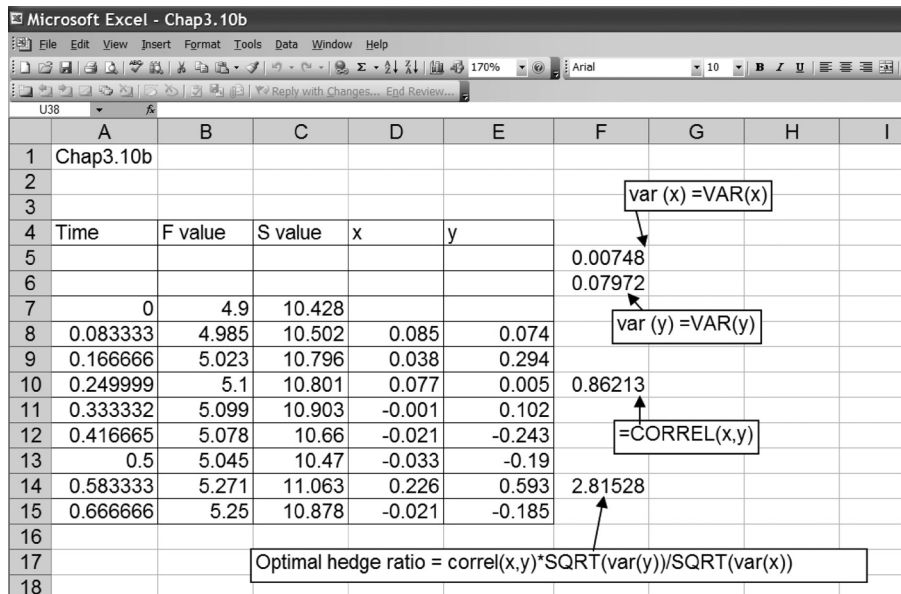 Microsoft Excel - Chap3.10b
File Edit View Insert Format Tools Data Window Help
170% Arial 10 B I U
Reply with Changes... End Review...
U38 fx
A B C D E F G H I
1 Chap3.10b
2
3
var (x) =VAR(x)
4 Time F value S value x y
5 0.00748
6 0.07972
7 0 4.9 10.428
var (y) =VAR(y)
8 0.083333 4.985 10.502 0.085 0.074
9 0.166666 5.023 10.796 0.038 0.294
10 0.249999 5.1 10.801 0.077 0.005 0.86213
11 0.333332 5.099 10.903 -0.001 0.102
12 0.416665 5.078 10.66 -0.021 -0.243
=CORREL(x,y)
13 0.5 5.045 10.47 -0.033 -0.19
14 0.583333 5.271 11.063 0.226 0.593 2.81528
15 0.666666 5.25 10.878 -0.021 -0.185
16
17 Optimal hedge ratio = correl(x,y)*SQRT(var(y))/SQRT(var(x))
18